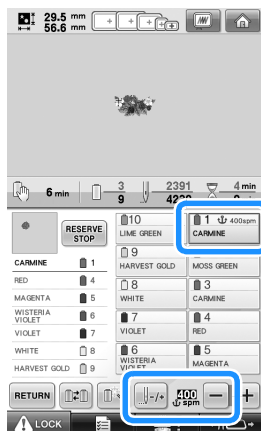 29.5 mm
56.6 mm
6 min
3
9
2391
4 min
RESERVE STOP
10
LIME GREEN
1 400spm
CARMINE
9
HARVEST GOLD
MOSS GREEN
CARMINE 1
8
WHITE
3
CARMINE
RED 4
MAGENTA 5
7
VIOLET
4
RED
WISTERIA VIOLET 6
VIOLET 7
6
WISTERIA VIOLET
5
MAGENTA
WHITE 8
HARVEST GOLD 9
RETURN
-/+
400 spm
-
+
LOCK